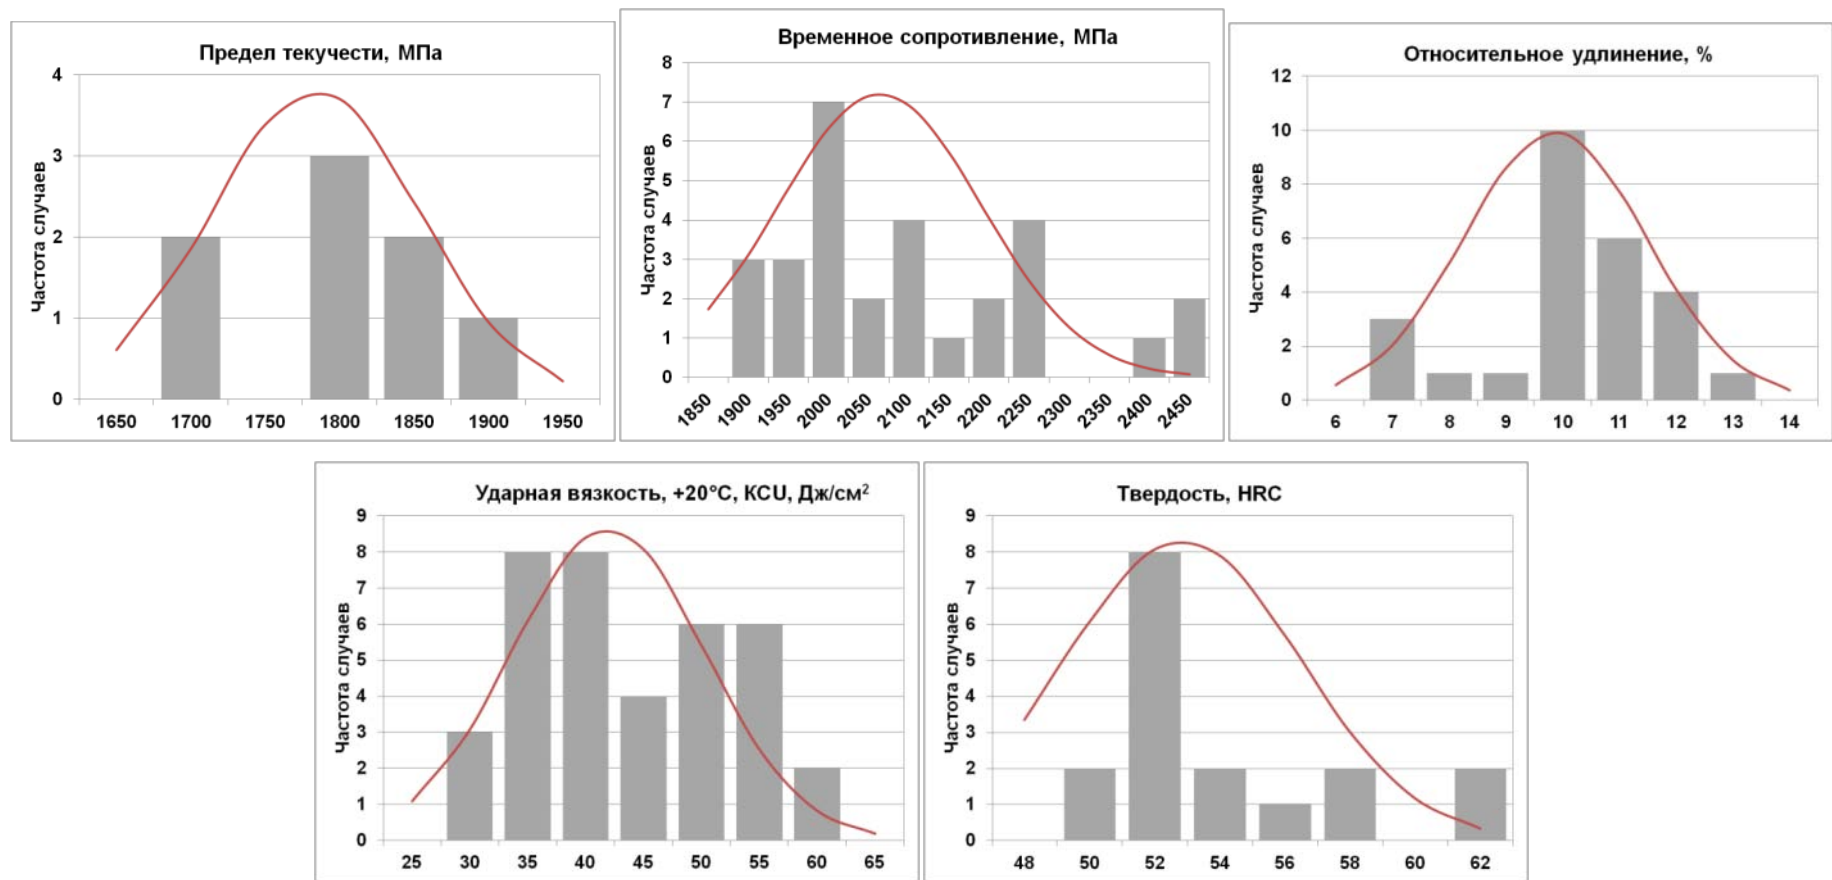 Предел текучести, МПа
Частота случаев
4
3
2
1
0
1650 1700 1750 1800 1850 1900 1950
Временное сопротивление, МПа
Частота случаев
8
7
6
5
4
3
2
1
0
1850 1900 1950 2000 2050 2100 2150 2200 2250 2300 2350 2400 2450
Относительное удлинение, %
Частота случаев
12
10
8
6
4
2
0
6 7 8 9 10 11 12 13 14
Ударная вязкость, +20°С, KCU, Дж/см²
Частота случаев
9
8
7
6
5
4
3
2
1
0
25 30 35 40 45 50 55 60 65
Твердость, HRC
Частота случаев
9
8
7
6
5
4
3
2
1
0
48 50 52 54 56 58 60 62